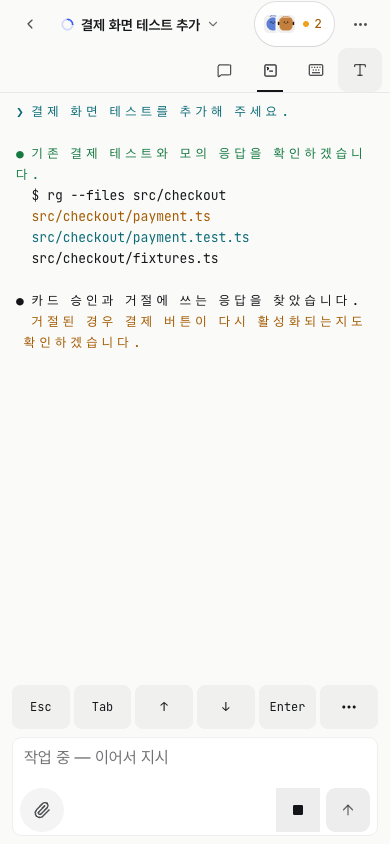 결제 화면 테스트 추가
2
❯ 결제 화면 테스트를 추가해 주세요.
● 기존 결제 테스트와 모의 응답을 확인하겠습니
다.
$ rg --files src/checkout
src/checkout/payment.ts
src/checkout/payment.test.ts
src/checkout/fixtures.ts
● 카드 승인과 거절에 쓰는 응답을 찾았습니다.
거절된 경우 결제 버튼이 다시 활성화되는지도
확인하겠습니다.
Esc Tab ↑ ↓ Enter •••
작업 중 — 이어서 지시